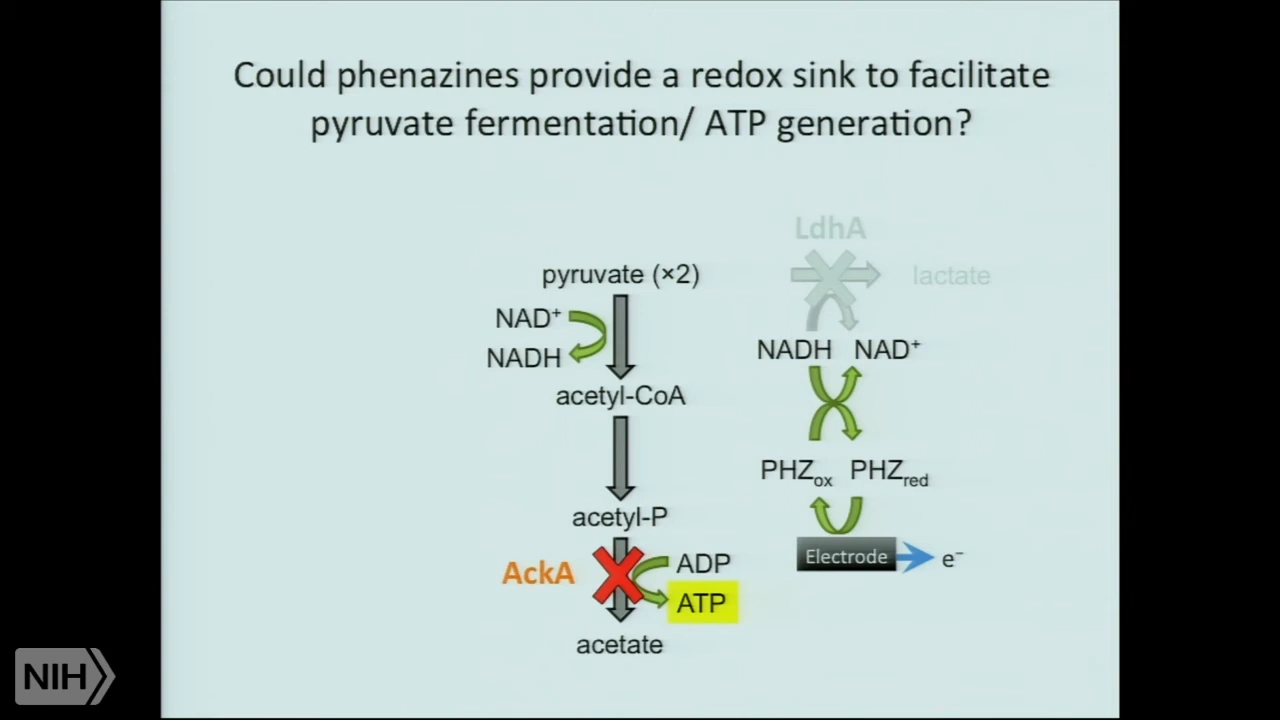 Could phenazines provide a redox sink to facilitate
pyruvate fermentation/ ATP generation?
LdhA
pyruvate (×2)
lactate
NAD⁺
NADH
NADH NAD⁺
acetyl-CoA
PHZox PHZred
acetyl-P
Electrode
e⁻
AckA
ADP
ATP
acetate
NIH